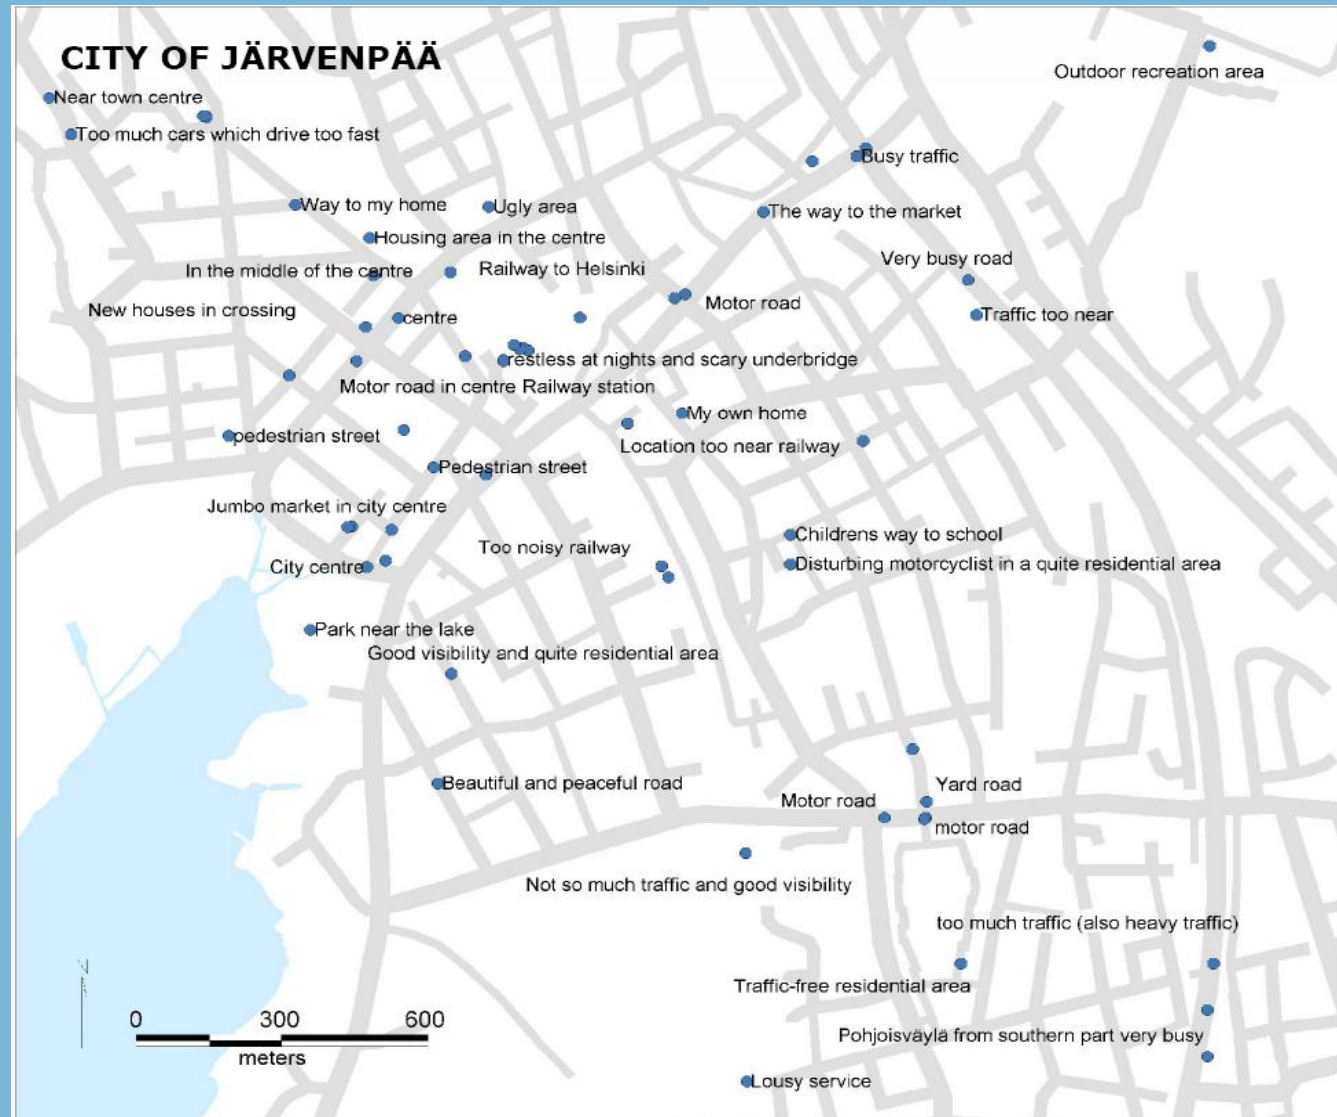 CITY OF JÄRVENPÄÄ
Outdoor recreation area
Near town centre
Too much cars which drive too fast
Busy traffic
Way to my home
Ugly area
The way to the market
Housing area in the centre
Very busy road
In the middle of the centre
Railway to Helsinki
New houses in crossing
Motor road
centre
Traffic too near
restless at nights and scary underbridge
Motor road in centre Railway station
My own home
pedestrian street
Location too near railway
Pedestrian street
Jumbo market in city centre
Childrens way to school
Too noisy railway
City centre
Disturbing motorcyclist in a quite residential area
Park near the lake
Good visibility and quite residential area
Beautiful and peaceful road
Yard road
Motor road
motor road
Not so much traffic and good visibility
too much traffic (also heavy traffic)
Traffic-free residential area
N
0 300 600
meters
Pohjoisväylä from southern part very busy
Lousy service